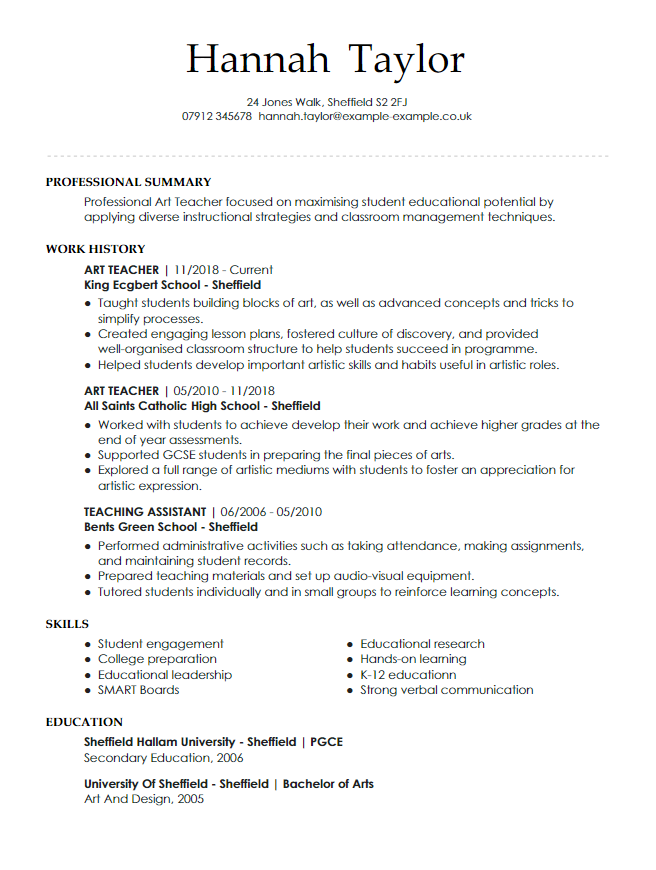 Hannah Taylor
24 Jones Walk, Sheffield S2 2FJ
07912 345678  hannah.taylor@example-example.co.uk
PROFESSIONAL SUMMARY
Professional Art Teacher focused on maximising student educational potential by
applying diverse instructional strategies and classroom management techniques.
WORK HISTORY
ART TEACHER | 11/2018 - Current
King Ecgbert School - Sheffield
● Taught students building blocks of art, as well as advanced concepts and tricks to
simplify processes.
● Created engaging lesson plans, fostered culture of discovery, and provided
well-organised classroom structure to help students succeed in programme.
● Helped students develop important artistic skills and habits useful in artistic roles.
ART TEACHER | 05/2010 - 11/2018
All Saints Catholic High School - Sheffield
● Worked with students to achieve develop their work and achieve higher grades at the
end of year assessments.
● Supported GCSE students in preparing the final pieces of arts.
● Explored a full range of artistic mediums with students to foster an appreciation for
artistic expression.
TEACHING ASSISTANT | 06/2006 - 05/2010
Bents Green School - Sheffield
● Performed administrative activities such as taking attendance, making assignments,
and maintaining student records.
● Prepared teaching materials and set up audio-visual equipment.
● Tutored students individually and in small groups to reinforce learning concepts.
SKILLS
● Student engagement
● College preparation
● Educational leadership
● SMART Boards
● Educational research
● Hands-on learning
● K-12 educationn
● Strong verbal communication
EDUCATION
Sheffield Hallam University - Sheffield | PGCE
Secondary Education, 2006
University Of Sheffield - Sheffield | Bachelor of Arts
Art And Design, 2005